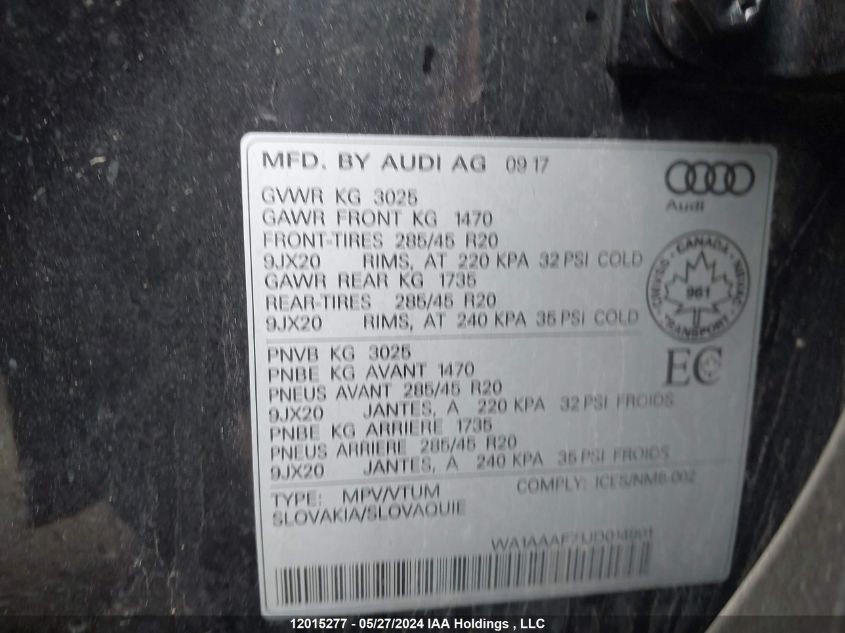 MFD. BY AUDI AG 09 17
Audi
GVWR KG 3025
GAWR FRONT KG 1470
FRONT-TIRES 285/45 R20
9JX20 RIMS, AT 220 KPA 32 PSI COLD
GAWR REAR KG 1735
REAR-TIRES 285/45 R20
9JX20 RIMS, AT 240 KPA 35 PSI COLD
CANADA
961
TRANSPORT
EC
PNVB KG 3025
PNBE KG AVANT 1470
PNEUS AVANT 285/45 R20
9JX20 JANTES, A 220 KPA 32 PSI FROIDS
PNBE KG ARRIERE 1735
PNEUS ARRIERE 285/45 R20
9JX20 JANTES, A 240 KPA 35 PSI FROIDS
TYPE: MPV/VTUM COMPLY: ICES/NMB-002
SLOVAKIA/SLOVAQUIE
12015277 - 05/27/2024 IAA Holdings , LLC